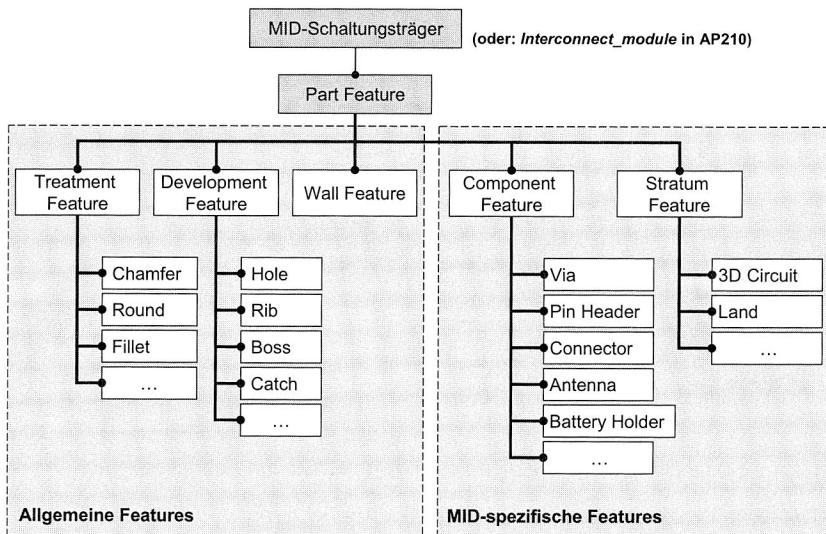 MID-Schaltungsträger
(oder: Interconnect_module in AP210)
Part Feature
Treatment
Feature
Development
Feature
Wall Feature
Component
Feature
Stratum
Feature
Chamfer
Round
Fillet
...
Hole
Rib
Boss
Catch
...
Via
Pin Header
Connector
Antenna
Battery Holder
...
3D Circuit
Land
...
Allgemeine Features
MID-spezifische Features